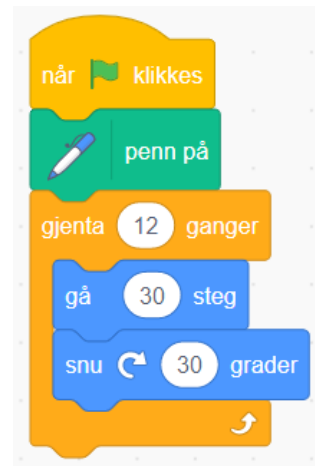 når klikkes
penn på
gjenta 12 ganger
gå 30 steg
snu 30 grader